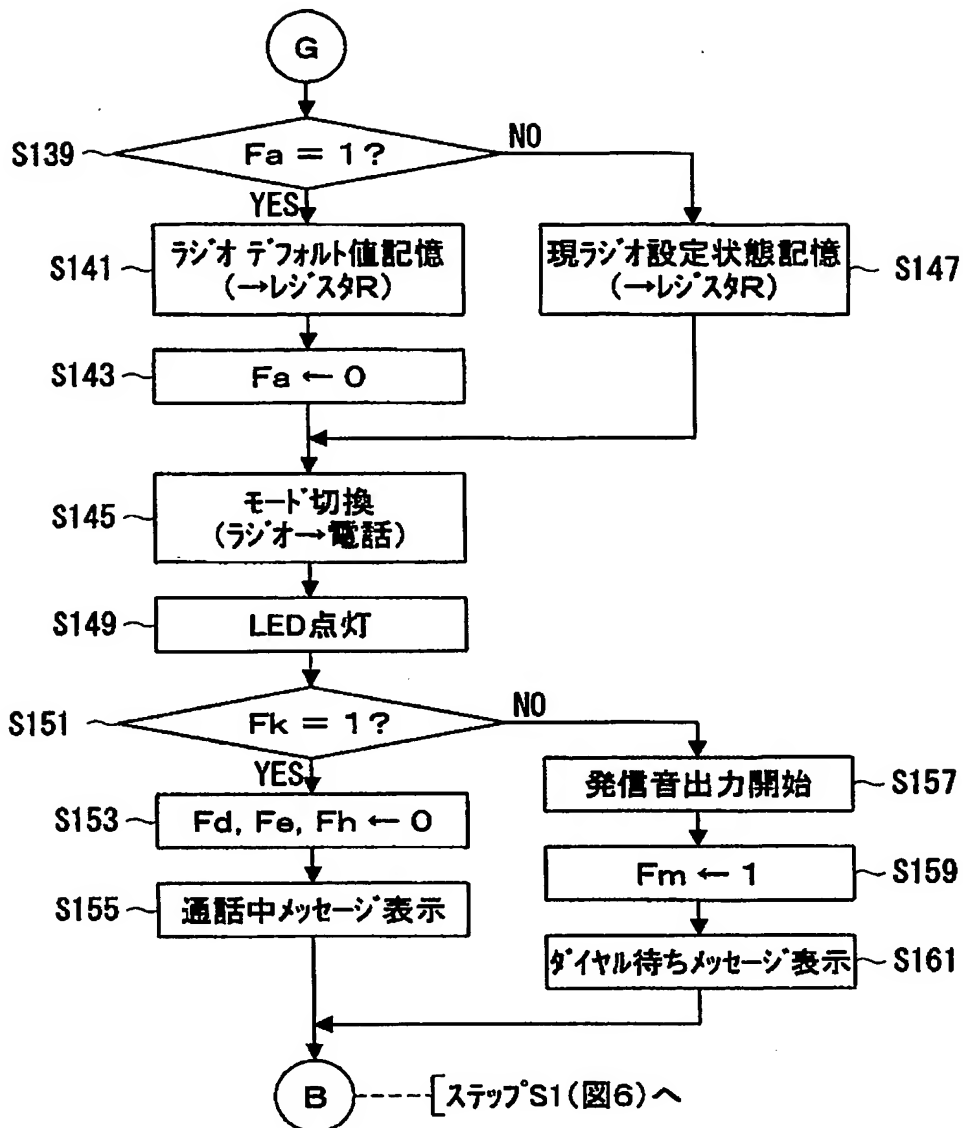 G
S139
Fa = 1?
NO
YES
S141
ラジオ デフォルト値記憶
(→レジスタR)
現ラジオ設定状態記憶
(→レジスタR)
S147
S143
Fa ← 0
S145
モード切換
(ラジオ→電話)
S149
LED点灯
S151
Fk = 1?
NO
YES
発信音出力開始
S157
S153
Fd, Fe, Fh ← 0
Fm ← 1
S159
S155
通話中メッセージ表示
ダイヤル待ちメッセージ表示
S161
B
ステップS1(図6)へ